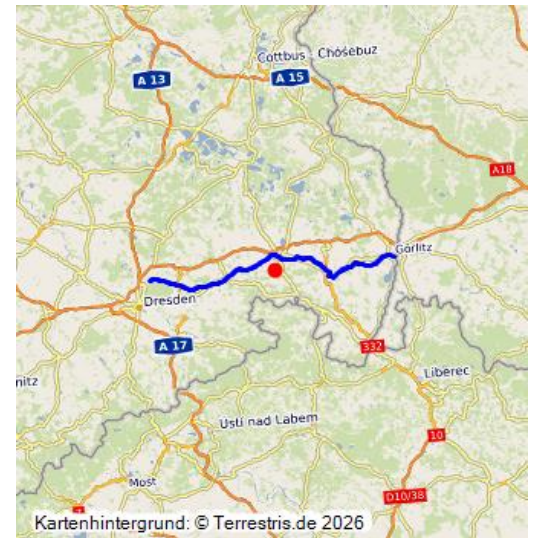 Cottbus - Chóśebuz
A 13
A 15
A18
Görlitz
Dresden
A 17
332
nitz
Liberec
Ústí nad Labem
10
Most
D10/38
7
Kartenhintergrund: © Terrestris.de 2026